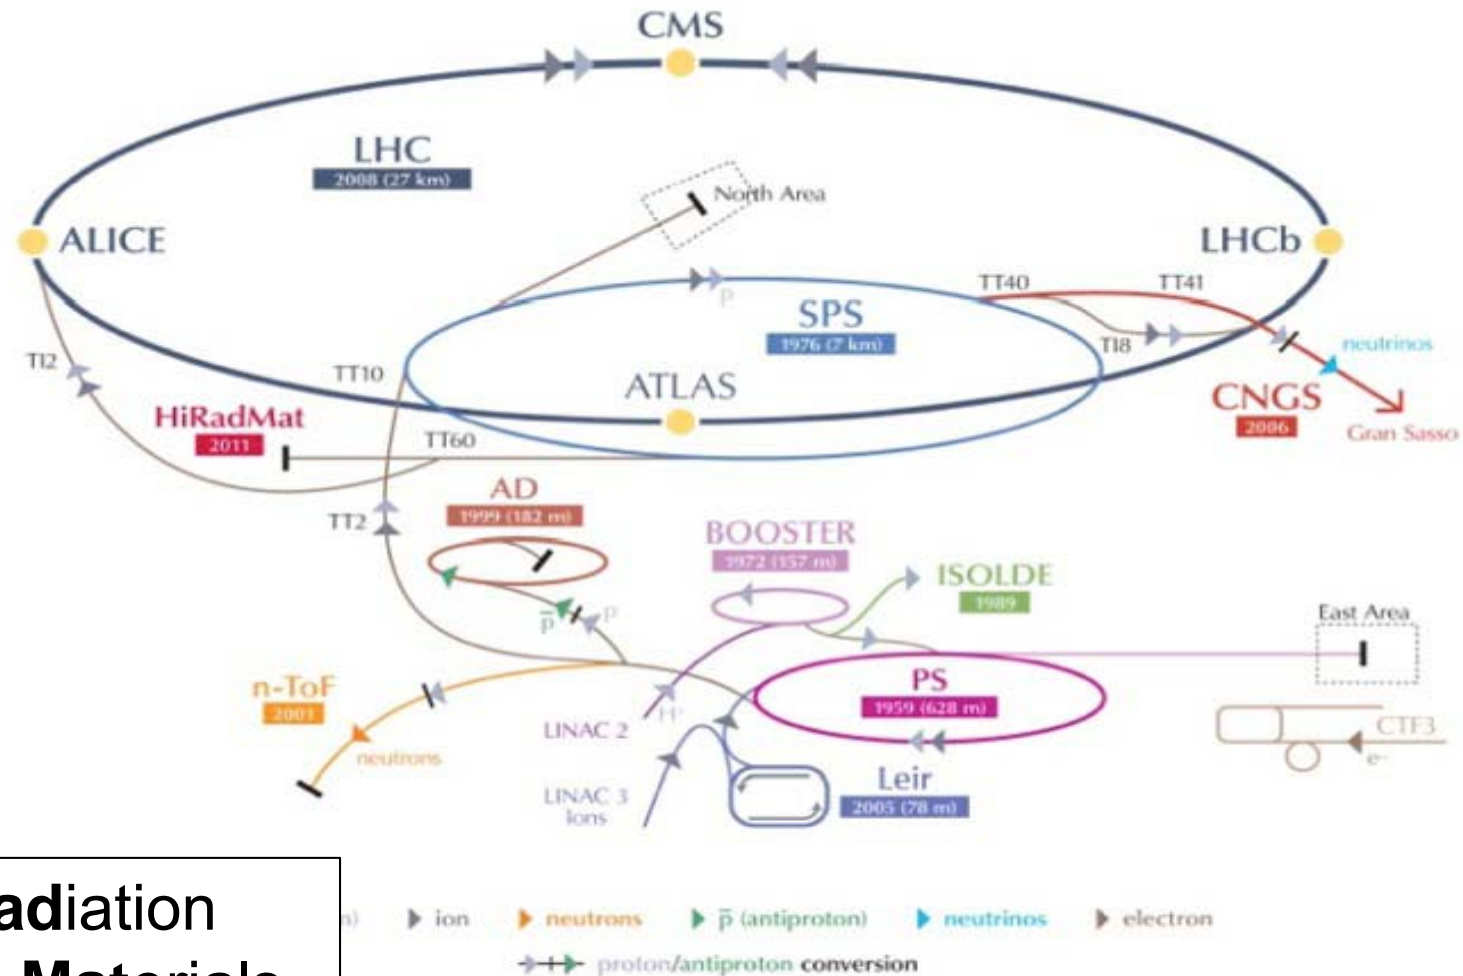 CMS
LHC
2008 (27 km)
North Area
ALICE
LHCb
TT40
TT41
p
SPS
1976 (7 km)
TI8
neutrinos
TI2
TT10
ATLAS
CNGS
2006
Gran Sasso
HiRadMat
2011
TT60
AD
1999 (182 m)
TT2
BOOSTER
1972 (157 m)
ISOLDE
1989
East Area
p̅
p
n-ToF
2001
PS
1959 (628 m)
LINAC 2
neutrons
CTF3
e-
Leir
2005 (78 m)
LINAC 3
Ions
adiation
Materials
ion
neutrons
p̅ (antiproton)
neutrinos
electron
proton/antiproton conversion